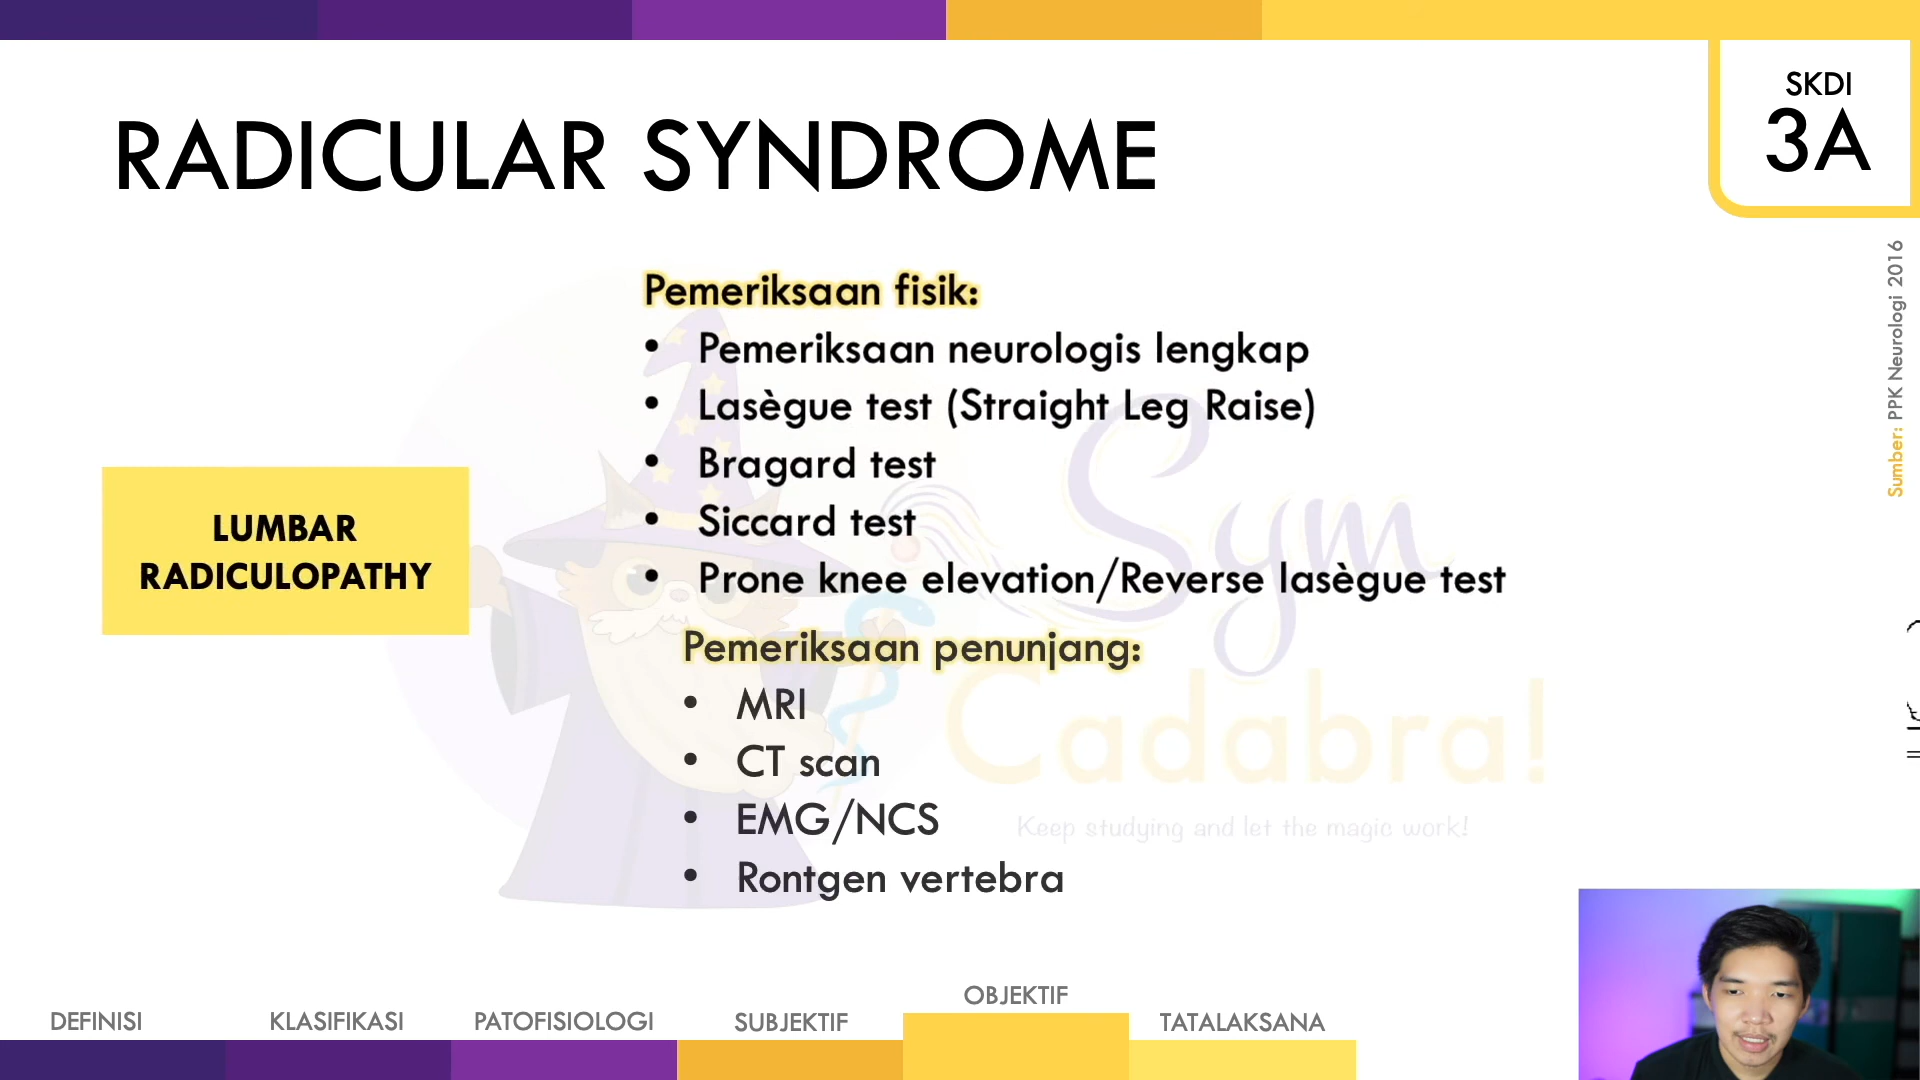 SKDI
3A
RADICULAR SYNDROME
Sumber: PPK Neurologi 2016
Pemeriksaan fisik:
• Pemeriksaan neurologis lengkap
• Lasègue test (Straight Leg Raise)
• Bragard test
• Siccard test
• Prone knee elevation/Reverse lasègue test
LUMBAR
RADICULOPATHY
Pemeriksaan penunjang:
• MRI
• CT scan
• EMG/NCS
• Rontgen vertebra
Sym
Cadabra!
Keep studying and let the magic work!
DEFINISI
KLASIFIKASI
PATOFISIOLOGI
SUBJEKTIF
OBJEKTIF
TATALAKSANA